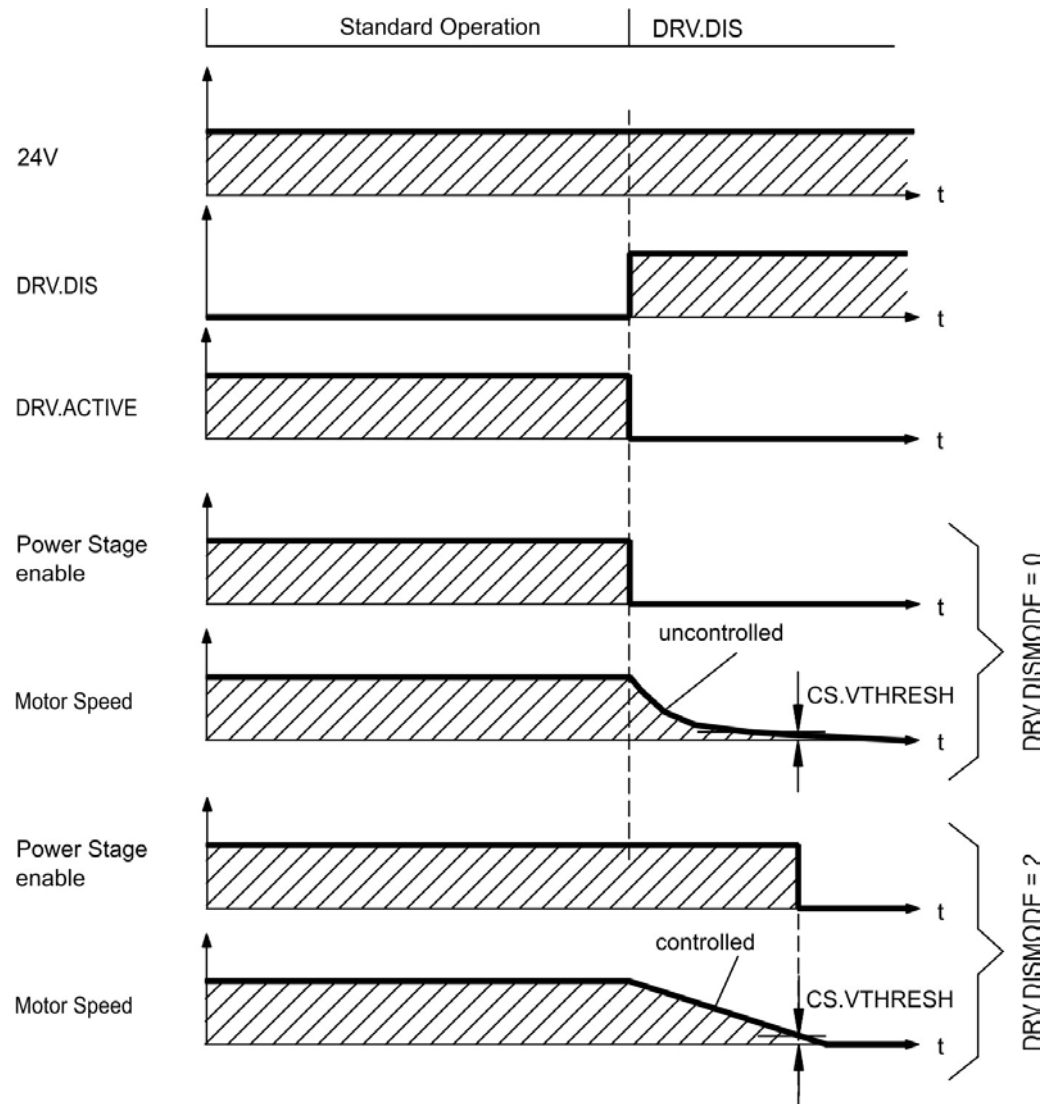 Standard Operation
DRV.DIS
24V
t
DRV.DIS
t
DRV.ACTIVE
t
Power Stage
enable
t
uncontrolled
Motor Speed
CS.VTHRESH
t
DRV.DISMODE = 0
Power Stage
enable
t
controlled
Motor Speed
CS.VTHRESH
t
DRV.DISMODE =